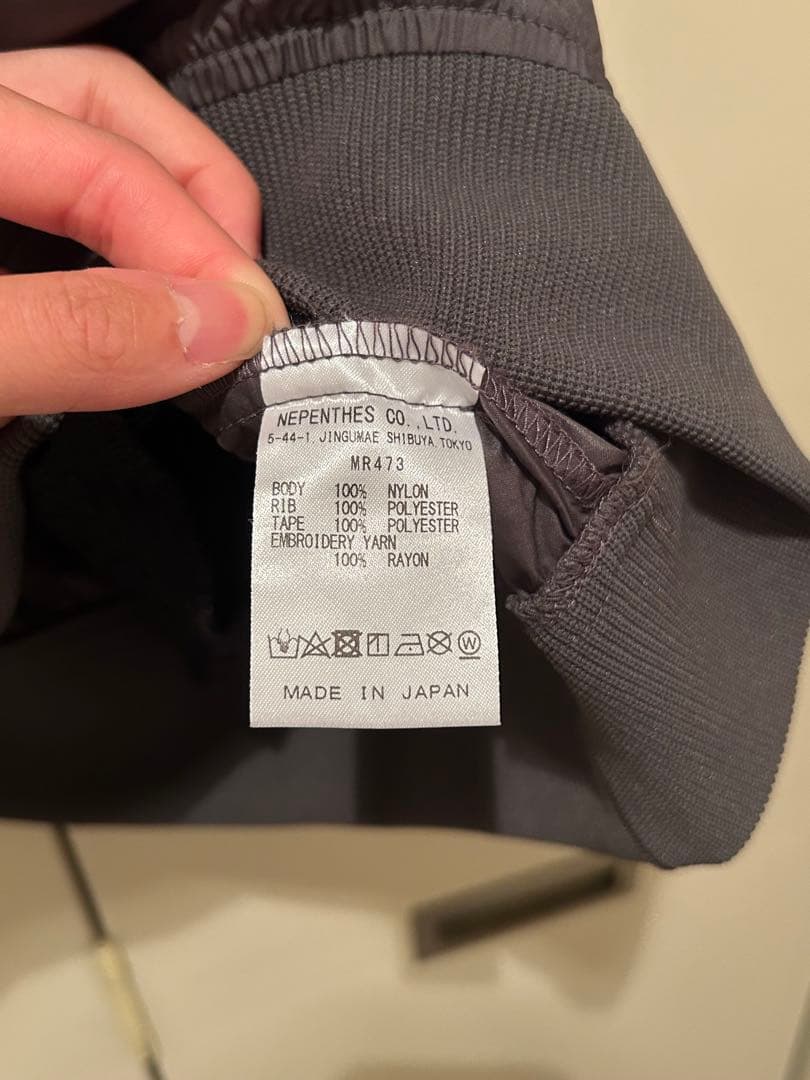 NEPENTHES CO.,LTD.
5-44-1, JINGUMAE SHIBUYA. TOKYO
MR473
BODY 100% NYLON
RIB 100% POLYESTER
TAPE 100% POLYESTER
EMBROIDERY YARN
100% RAYON
W
MADE IN JAPAN